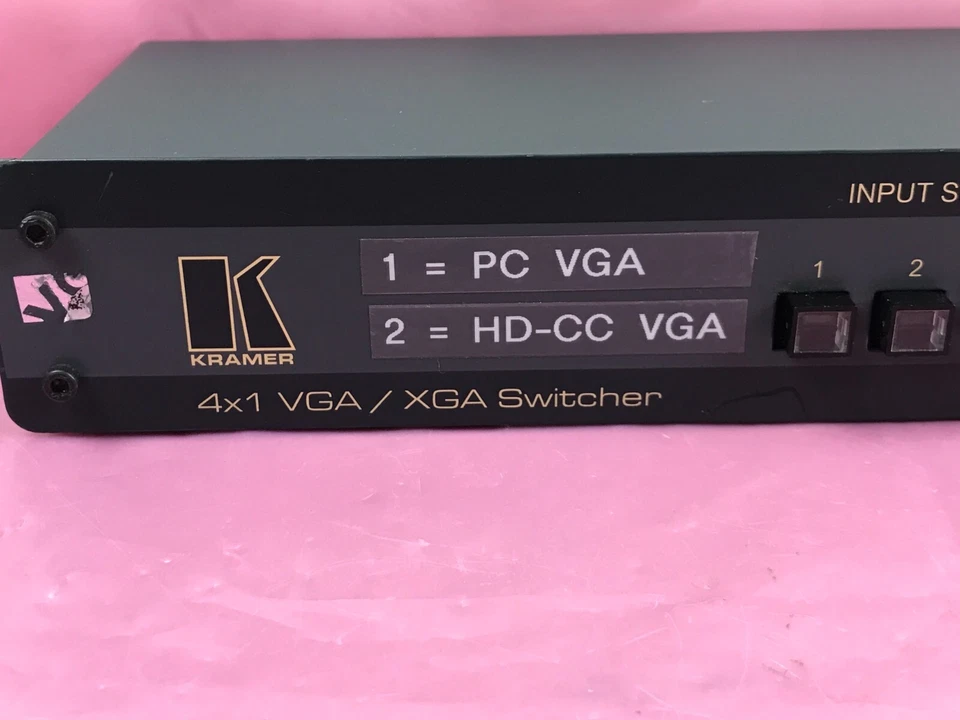 INPUT S
1 = PC VGA
2 = HD-CC VGA
1 2
K
KRAMER
4x1 VGA / XGA Switcher